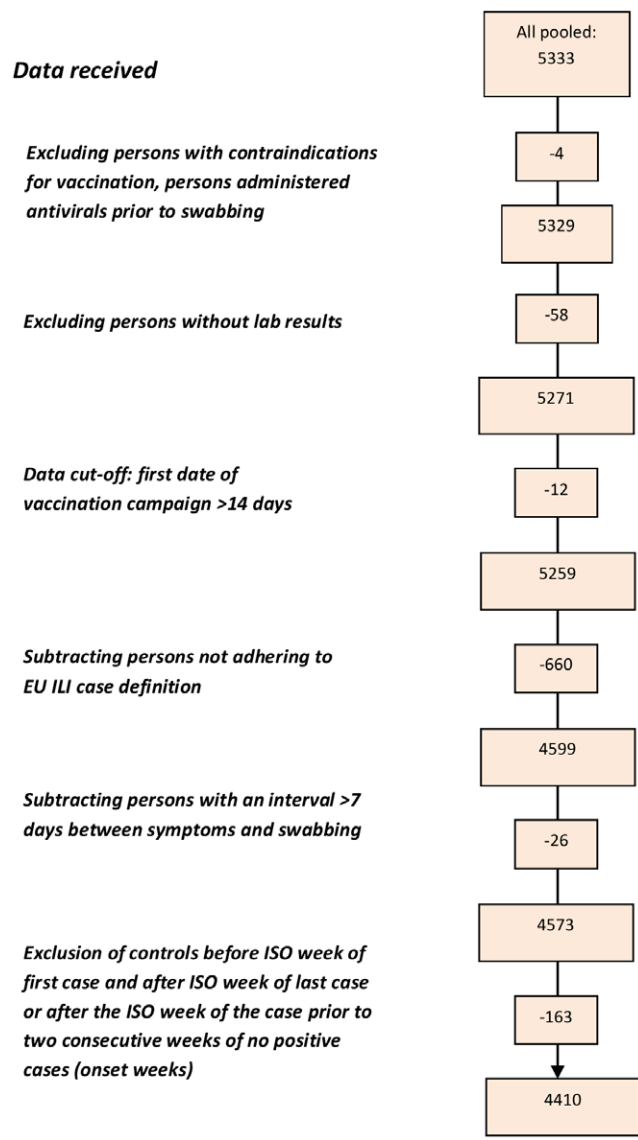 All pooled:
5333
Data received
Excluding persons with contraindications
for vaccination, persons administered
antivirals prior to swabbing
-4
5329
Excluding persons without lab results
-58
5271
Data cut-off: first date of
vaccination campaign >14 days
-12
5259
Subtracting persons not adhering to
EU ILI case definition
-660
4599
Subtracting persons with an interval >7
days between symptoms and swabbing
-26
4573
Exclusion of controls before ISO week of
first case and after ISO week of last case
or after the ISO week of the case prior to
two consecutive weeks of no positive
cases (onset weeks)
-163
4410